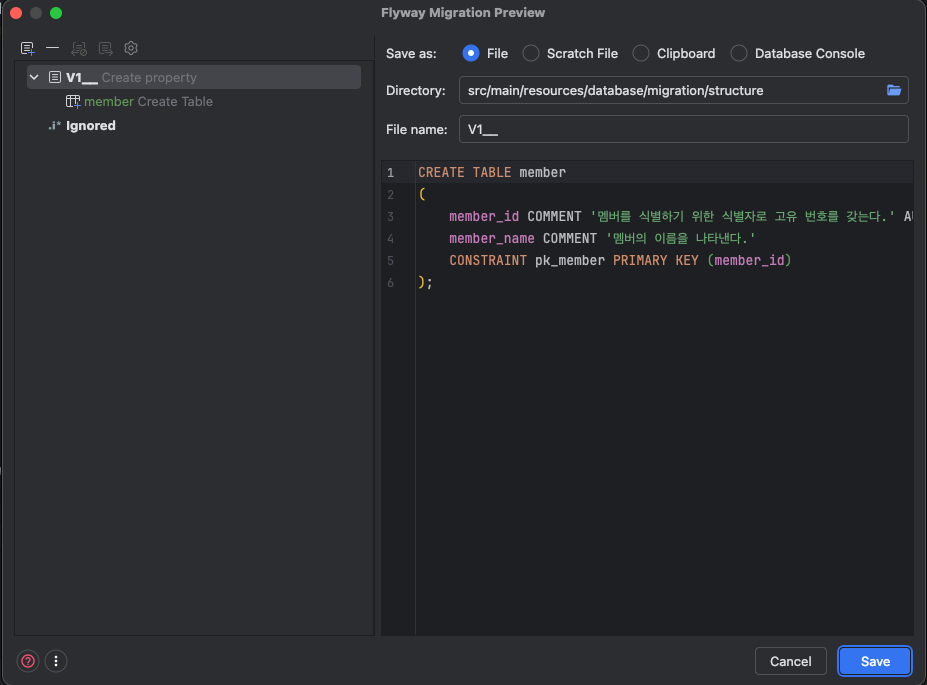 Flyway Migration Preview
V1__ Create property
member Create Table
.i* Ignored
Save as: File Scratch File Clipboard Database Console
Directory: src/main/resources/database/migration/structure
File name: V1__
1 CREATE TABLE member
2 (
3 member_id COMMENT '멤버를 식별하기 위한 식별자로 고유 번호를 갖는다.'
4 member_name COMMENT '멤버의 이름을 나타낸다.'
5 CONSTRAINT pk_member PRIMARY KEY (member_id)
6 );
Cancel Save